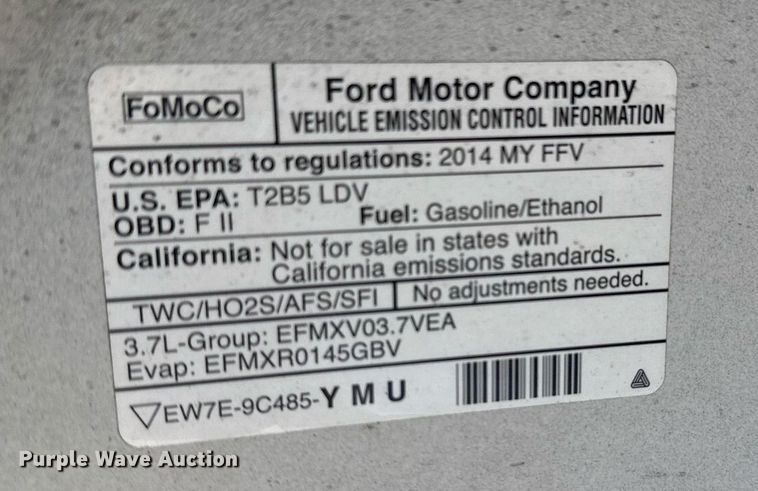 FoMoCo
Ford Motor Company
VEHICLE EMISSION CONTROL INFORMATION
Conforms to regulations: 2014 MY FFV
U.S. EPA: T2B5 LDV
OBD: F II Fuel: Gasoline/Ethanol
California: Not for sale in states with
California emissions standards.
TWC/HO2S/AFS/SFI No adjustments needed.
3.7L-Group: EFMXV03.7VEA
Evap: EFMXR0145GBV
EW7E-9C485-Y M U
Purple Wave Auction